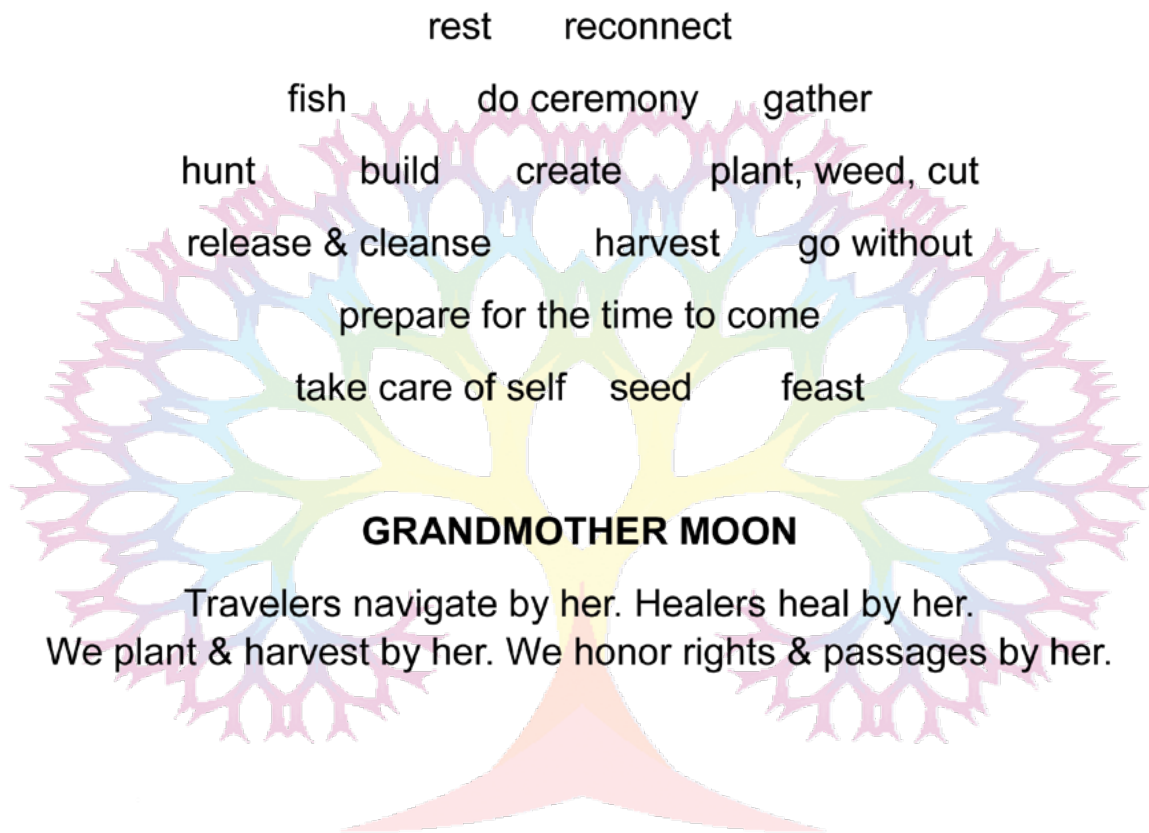 rest reconnect
fish do ceremony gather
hunt build create plant, weed, cut
release & cleanse harvest go without
prepare for the time to come
take care of self seed feast
GRANDMOTHER MOON
Travelers navigate by her. Healers heal by her.
We plant & harvest by her. We honor rights & passages by her.